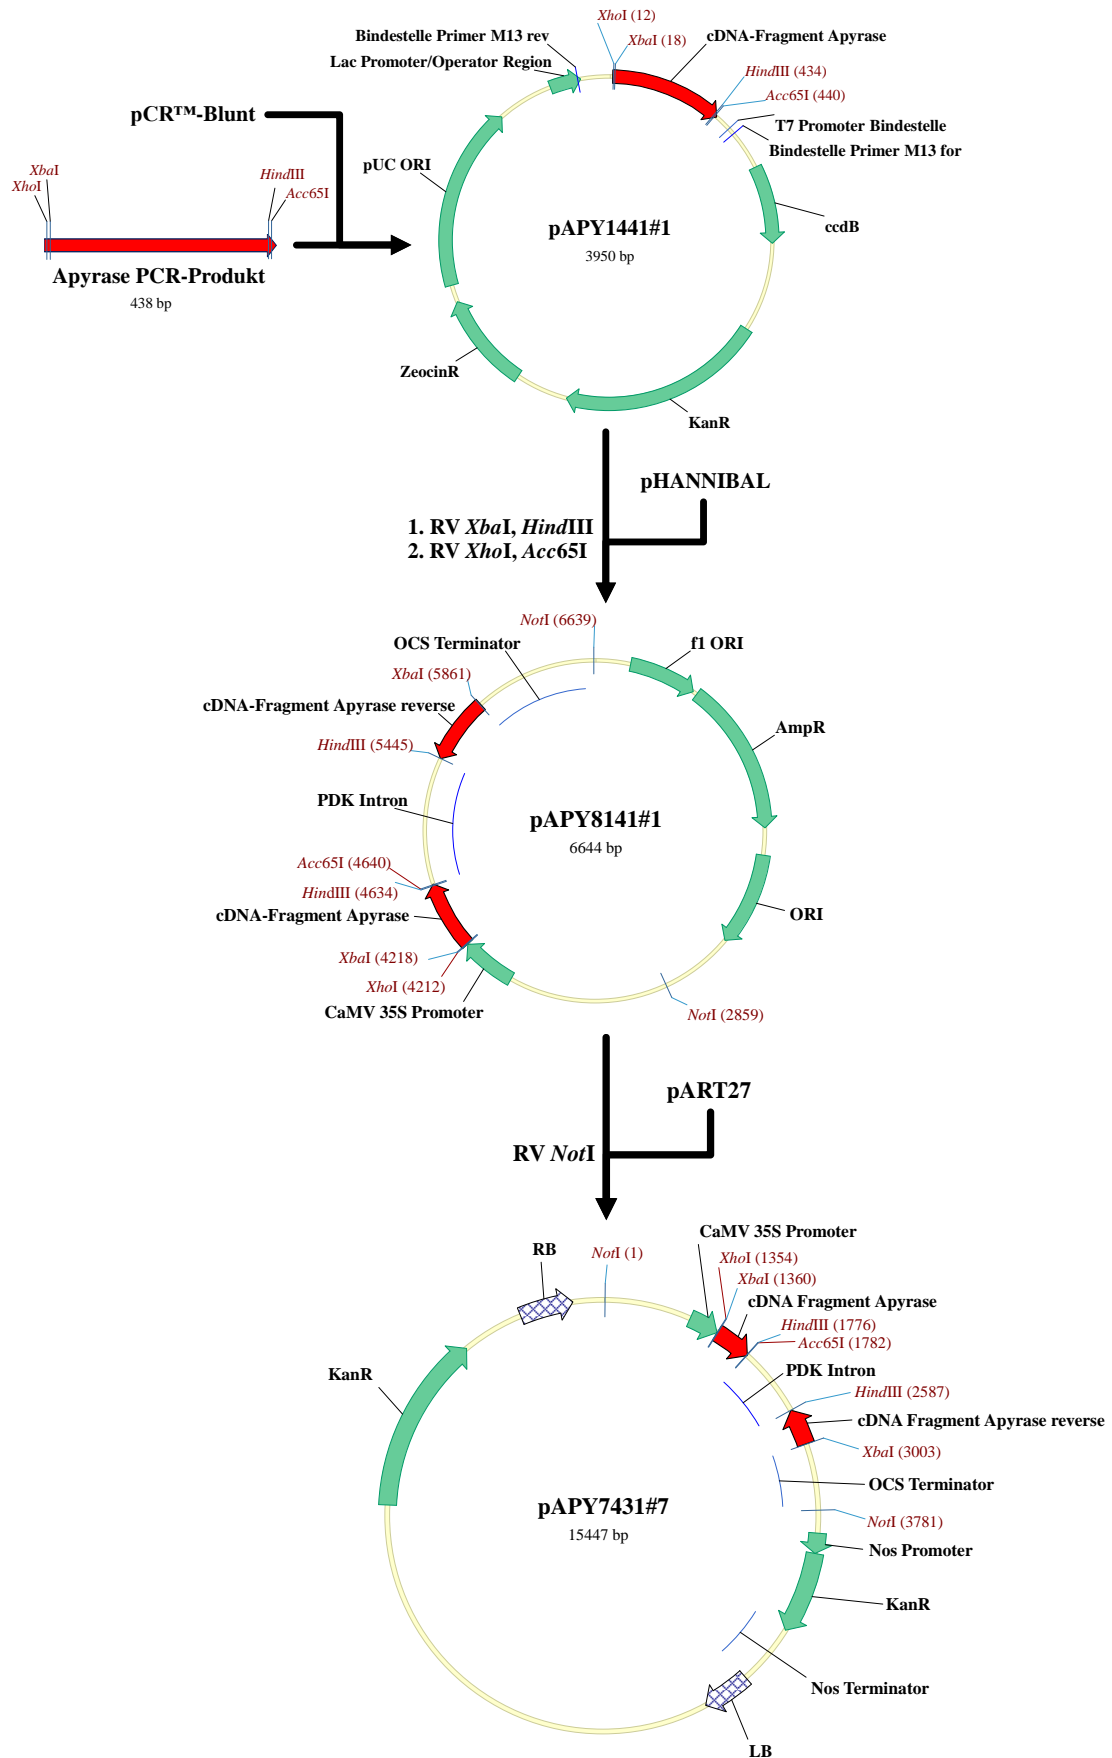 XhoI (12)
Bindestelle Primer M13 rev
XbaI (18)
cDNA-Fragment Apyrase
Lac Promoter/Operator Region
HindIII (434)
Acc65I (440)
pCR™-Blunt
T7 Promoter Bindestelle
Bindestelle Primer M13 for
pUC ORI
XbaI
XhoI
HindIII
Acc65I
ccdB
pAPY1441#1
3950 bp
Apyrase PCR-Produkt
438 bp
ZeocinR
KanR
pHANNIBAL
1. RV XbaI, HindIII
2. RV XhoI, Acc65I
NotI (6639)
OCS Terminator
f1 ORI
XbaI (5861)
cDNA-Fragment Apyrase reverse
AmpR
HindIII (5445)
PDK Intron
pAPY8141#1
6644 bp
Acc65I (4640)
HindIII (4634)
cDNA-Fragment Apyrase
ORI
XbaI (4218)
XhoI (4212)
CaMV 35S Promoter
NotI (2859)
pART27
RV NotI
CaMV 35S Promoter
RB
NotI (1)
XhoI (1354)
XbaI (1360)
cDNA Fragment Apyrase
HindIII (1776)
Acc65I (1782)
KanR
PDK Intron
HindIII (2587)
cDNA Fragment Apyrase reverse
XbaI (3003)
OCS Terminator
pAPY7431#7
15447 bp
NotI (3781)
Nos Promoter
KanR
Nos Terminator
LB